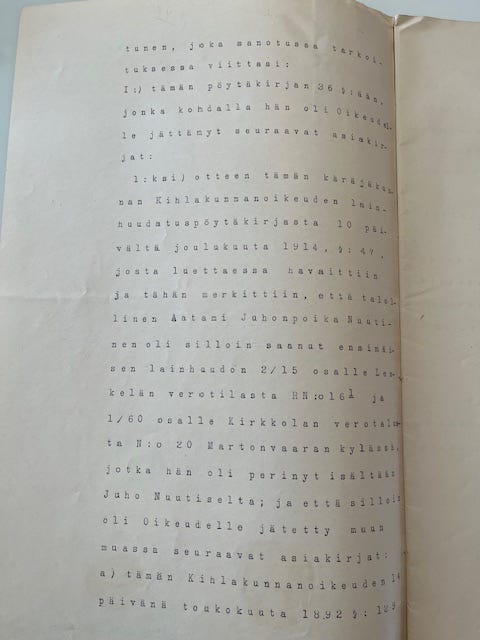 tunen, joka sanotussa tarkoi-
tuksessa viittasi:
I:) tämän pöytäkirjan 36 §:ään,
jonka kohdalla hän oli Oikeudel-
le jättämyt seuraavat asiakir-
jat:
1:ksi) otteen tämän käräjäkun-
nan Kihlakunnanoikeuden lain-
huudatuspöytäkirjasta 10 päi-
vältä joulukuuta 1914, §: 47,
josta luettaessa havaittiin
ja tähän merkittiin, että talol-
linen Aatami Juhonpoika Nuuti-
nen oli silloin saanut ensimäi-
sen lainhuudon 2/15 osalle Les-
kelän verotilasta RN:o16¹ ja
1/60 osalle Kirkkolan verotalos-
ta N:o 20 Martonvaaran kylässä,
jotka hän oli perinyt isältään
Juho Nuutiselta; ja että silloin
oli Oikeudelle jätetty muun
muassa seuraavat asiakirjat:
a) tämän Kihlakunnanoikeuden 14
päivänä toukokuuta 1892 §: